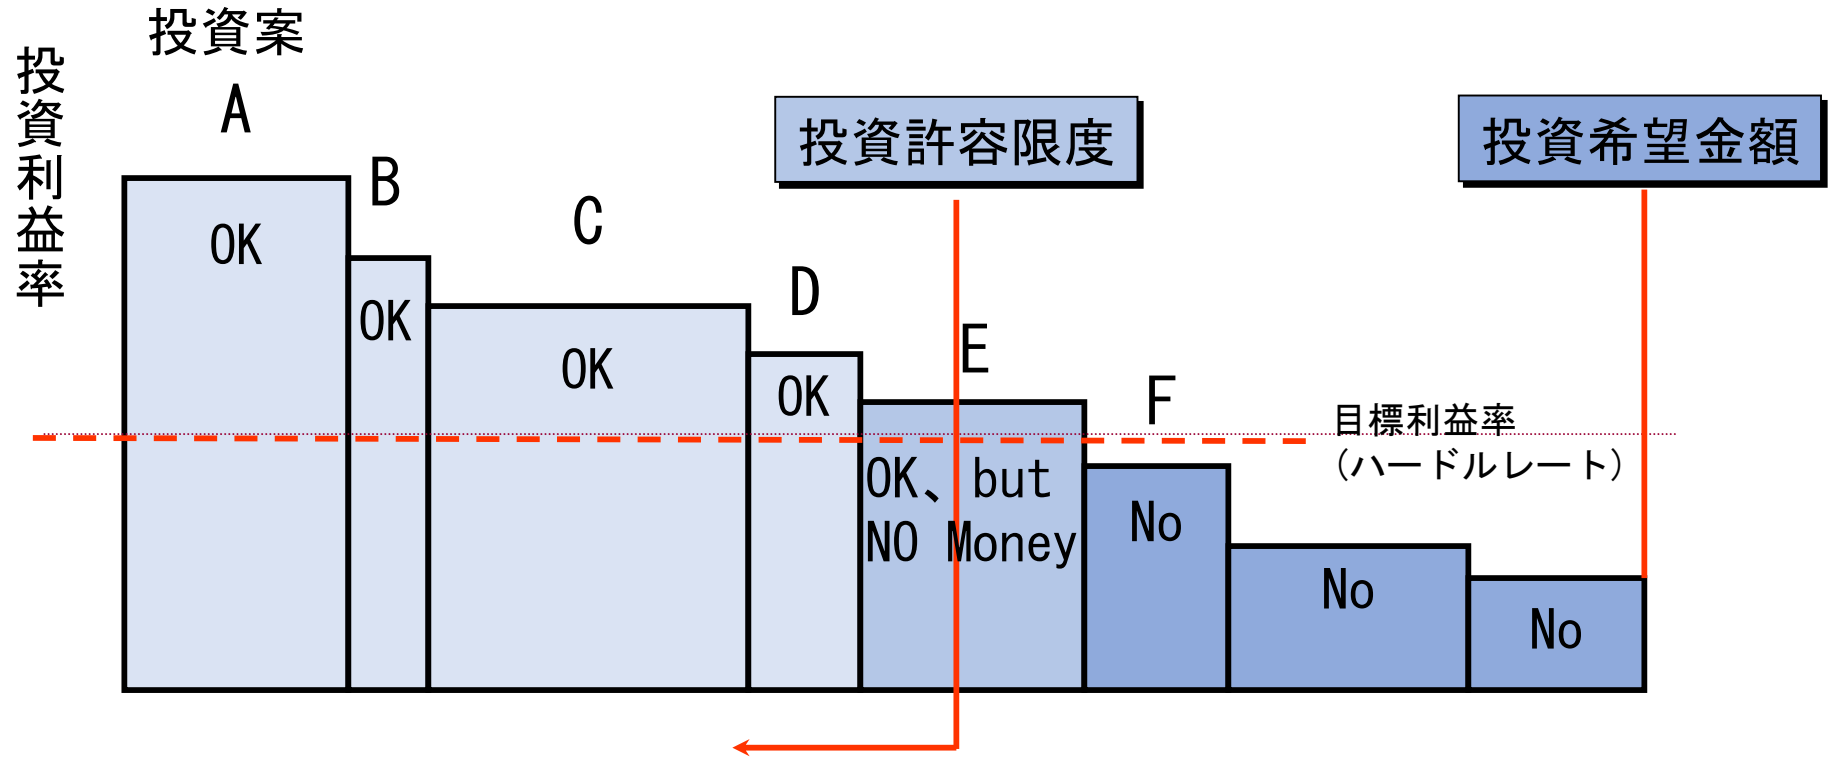 投資利益率
投資案
A
B
C
D
E
F
投資許容限度
投資希望金額
OK
OK
OK
OK
OK、but
NO Money
No
No
No
目標利益率
（ハードルレート）